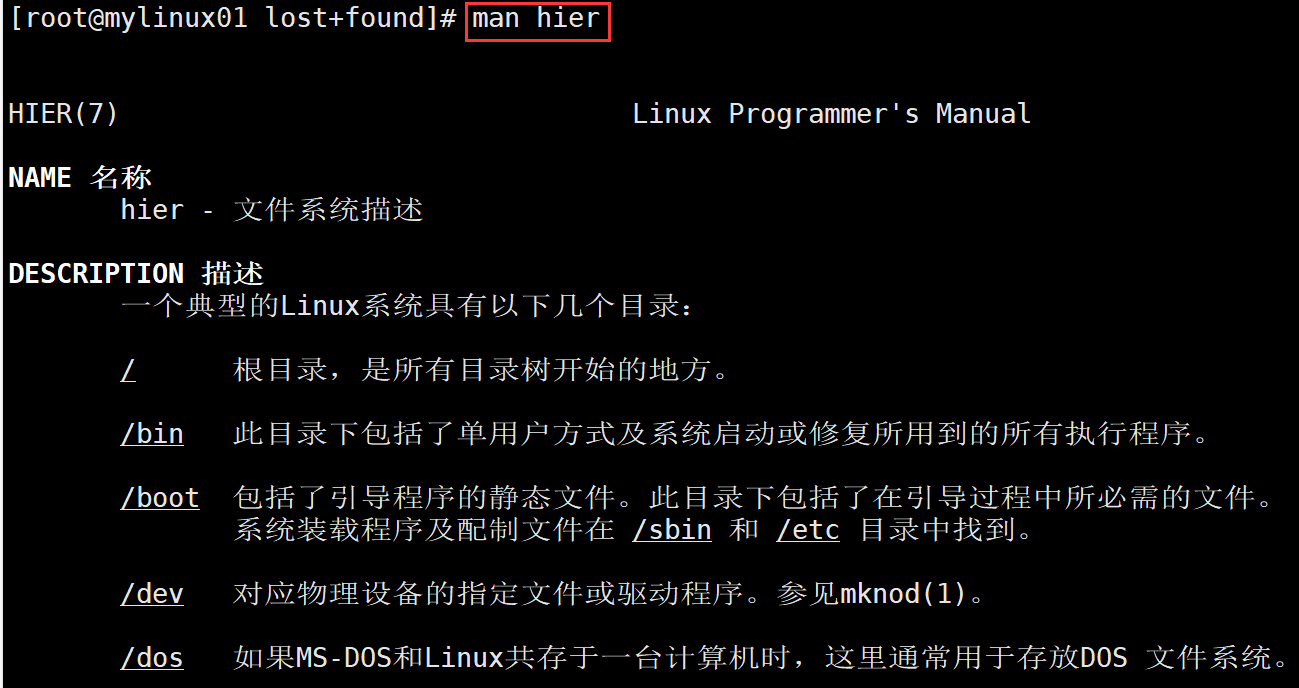 [root@mylinux01 lost+found]# man hier
HIER(7) Linux Programmer's Manual
NAME 名称
hier - 文件系统描述
DESCRIPTION 描述
一个典型的Linux系统具有以下几个目录：
/ 根目录，是所有目录树开始的地方。
/bin 此目录下包括了单用户方式及系统启动或修复所用到的所有执行程序。
/boot 包括了引导程序的静态文件。此目录下包括了在引导过程中所必需的文件。
系统装载程序及配制文件在 /sbin 和 /etc 目录中找到。
/dev 对应物理设备的指定文件或驱动程序。参见mknod(1)。
/dos 如果MS-DOS和Linux共存于一台计算机时，这里通常用于存放DOS 文件系统。